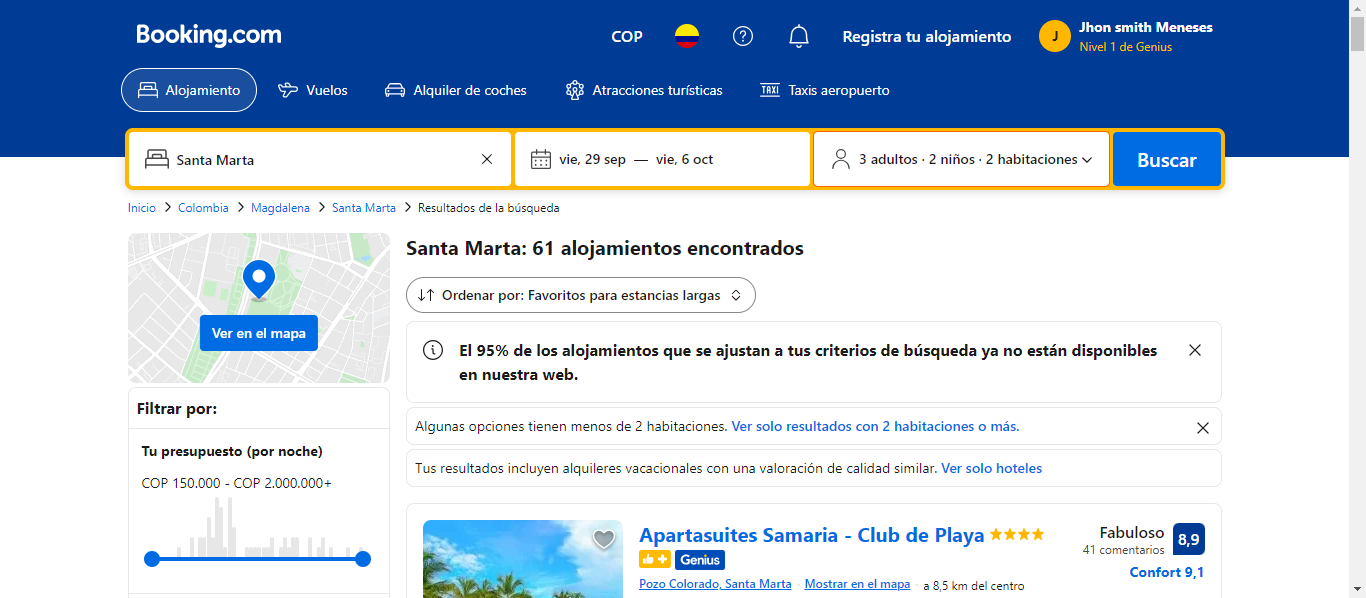 Booking.com
COP
Registra tu alojamiento
J
Jhon smith Meneses
Nivel 1 de Genius
Alojamiento
Vuelos
Alquiler de coches
Atracciones turísticas
TAXI
Taxis aeropuerto
Santa Marta
vie, 29 sep — vie, 6 oct
3 adultos · 2 niños · 2 habitaciones
Buscar
Inicio > Colombia > Magdalena > Santa Marta > Resultados de la búsqueda
Ver en el mapa
Filtrar por:
Tu presupuesto (por noche)
COP 150.000 - COP 2.000.000+
Santa Marta: 61 alojamientos encontrados
Ordenar por: Favoritos para estancias largas
El 95% de los alojamientos que se ajustan a tus criterios de búsqueda ya no están disponibles
en nuestra web.
Algunas opciones tienen menos de 2 habitaciones. Ver solo resultados con 2 habitaciones o más.
Tus resultados incluyen alquileres vacacionales con una valoración de calidad similar. Ver solo hoteles
Apartasuites Samaria - Club de Playa
Genius
Pozo Colorado, Santa Marta · Mostrar en el mapa · a 8,5 km del centro
Fabuloso
41 comentarios
8,9
Confort 9,1